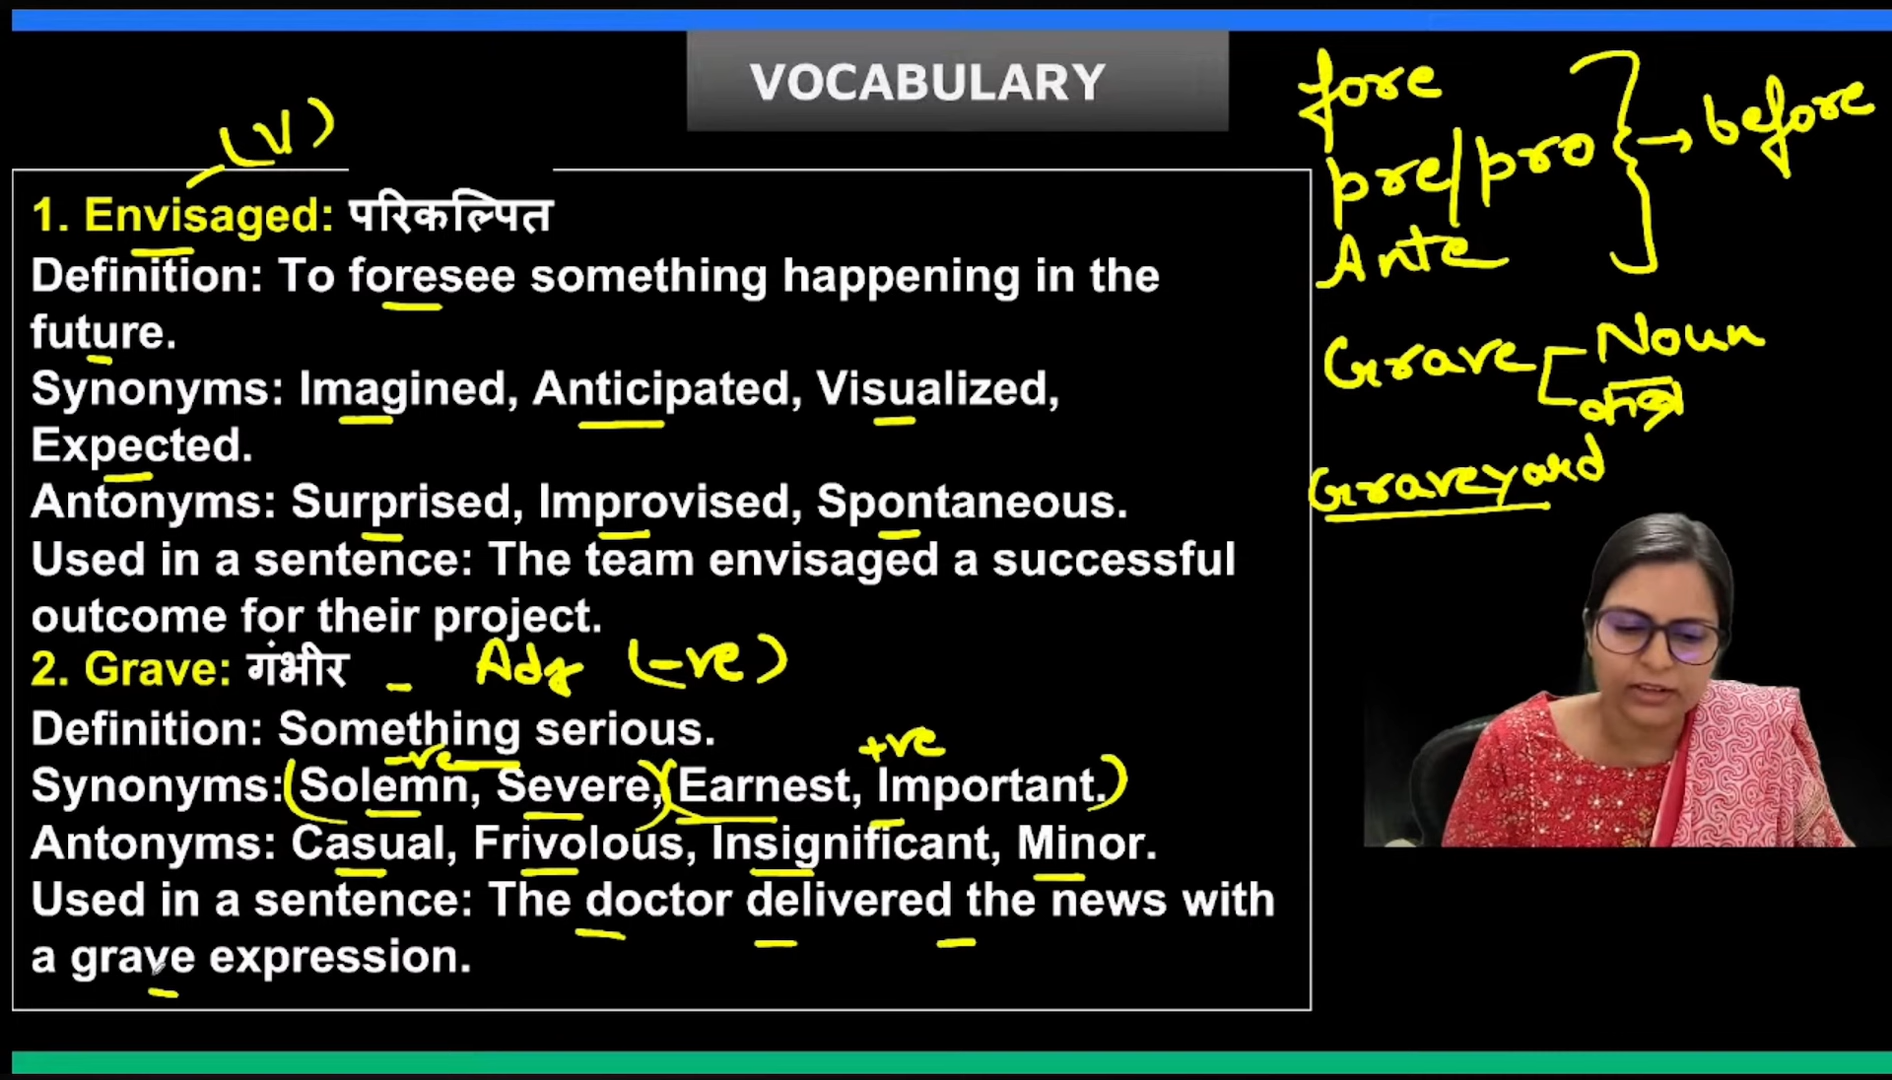 VOCABULARY
(V)
1. Envisaged: परिकल्पित
Definition: To foresee something happening in the
future.
Synonyms: Imagined, Anticipated, Visualized,
Expected.
Antonyms: Surprised, Improvised, Spontaneous.
Used in a sentence: The team envisaged a successful
outcome for their project.
2. Grave: गंभीर - Adj (-ve)
Definition: Something serious.
-ve +ve
Synonyms: (Solemn, Severe,) (Earnest, Important.)
Antonyms: Casual, Frivolous, Insignificant, Minor.
Used in a sentence: The doctor delivered the news with
a grave expression.
fore
pre/pro → before
Ante
Grave Noun
कब्र
Graveyard